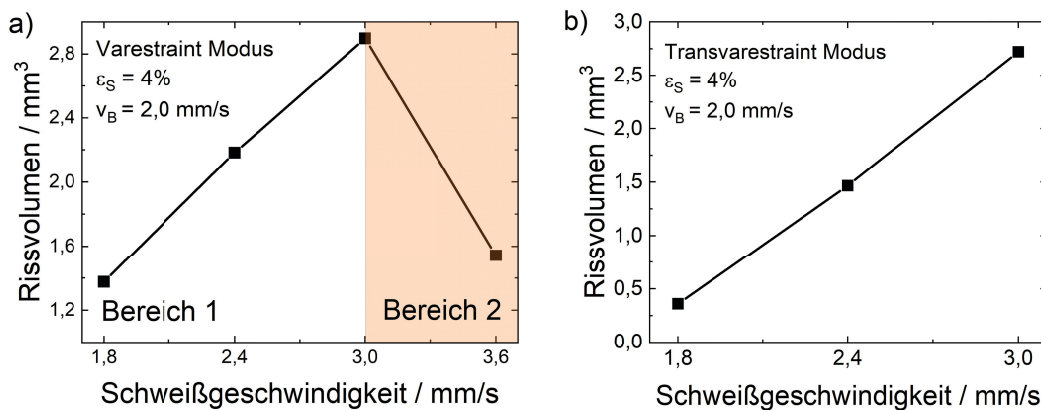 a)
Varestraint Modus
εS = 4%
vB = 2,0 mm/s
Bereich 1
Bereich 2
Rissvolumen / mm³
2,8
2,4
2,0
1,6
1,2
1,8
2,4
3,0
3,6
Schweißgeschwindigkeit / mm/s
b)
Transvarestraint Modus
εS = 4%
vB = 2,0 mm/s
Rissvolumen / mm³
3,0
2,5
2,0
1,5
1,0
0,5
0,0
1,8
2,4
3,0
Schweißgeschwindigkeit / mm/s